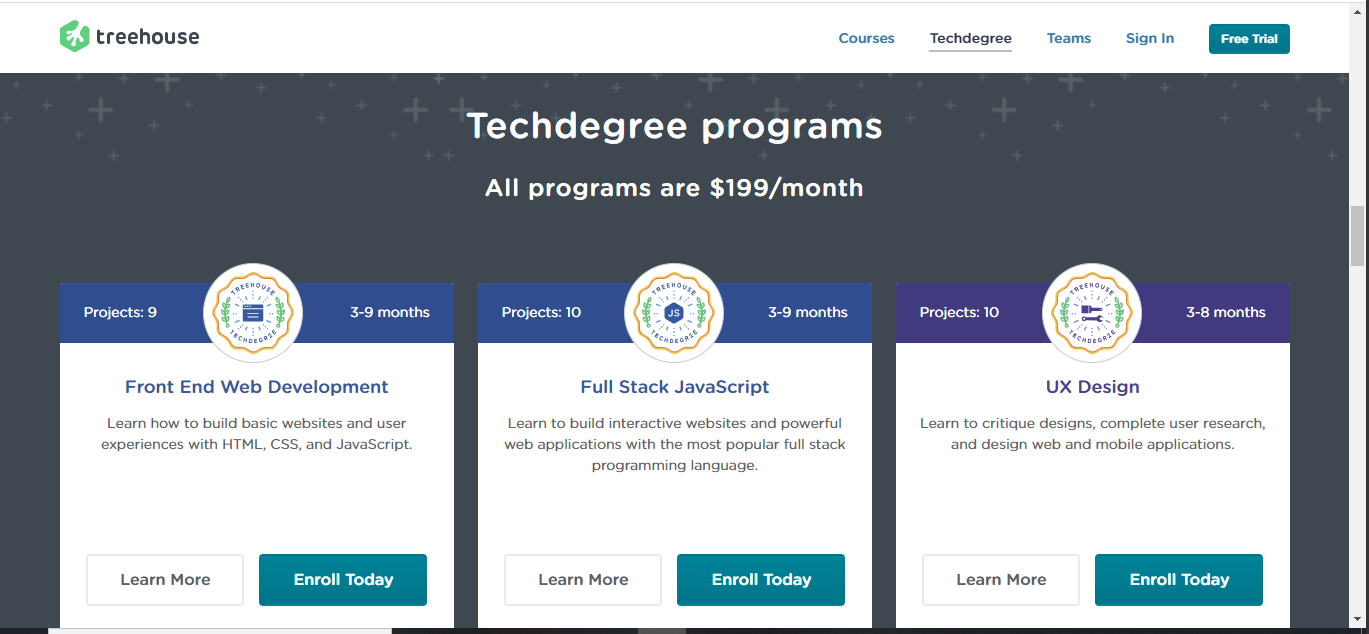 treehouse
Courses Techdegree Teams Sign In Free Trial
Techdegree programs
All programs are $199/month
Projects: 9 3-9 months
TREEHOUSE
TECHDEGREE
Front End Web Development
Learn how to build basic websites and user
experiences with HTML, CSS, and JavaScript.
Learn More Enroll Today
Projects: 10 3-9 months
TREEHOUSE
JS
TECHDEGREE
Full Stack JavaScript
Learn to build interactive websites and powerful
web applications with the most popular full stack
programming language.
Learn More Enroll Today
Projects: 10 3-8 months
TREEHOUSE
TECHDEGREE
UX Design
Learn to critique designs, complete user research,
and design web and mobile applications.
Learn More Enroll Today